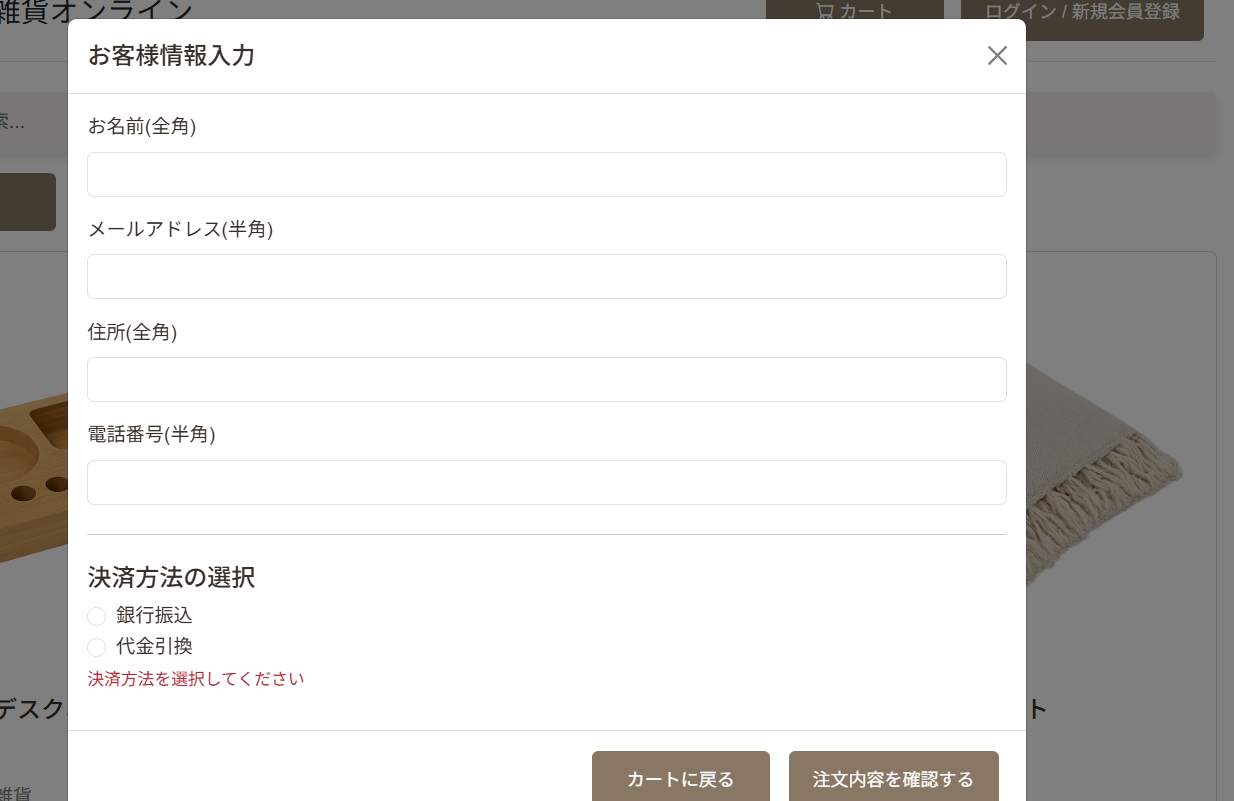 雑貨オンライン
カート
ログイン / 新規会員登録
お客様情報入力
索...
お名前(全角)
メールアドレス(半角)
住所(全角)
電話番号(半角)
決済方法の選択
銀行振込
代金引換
決済方法を選択してください
デスク
ト
カートに戻る
注文内容を確認する
雑貨